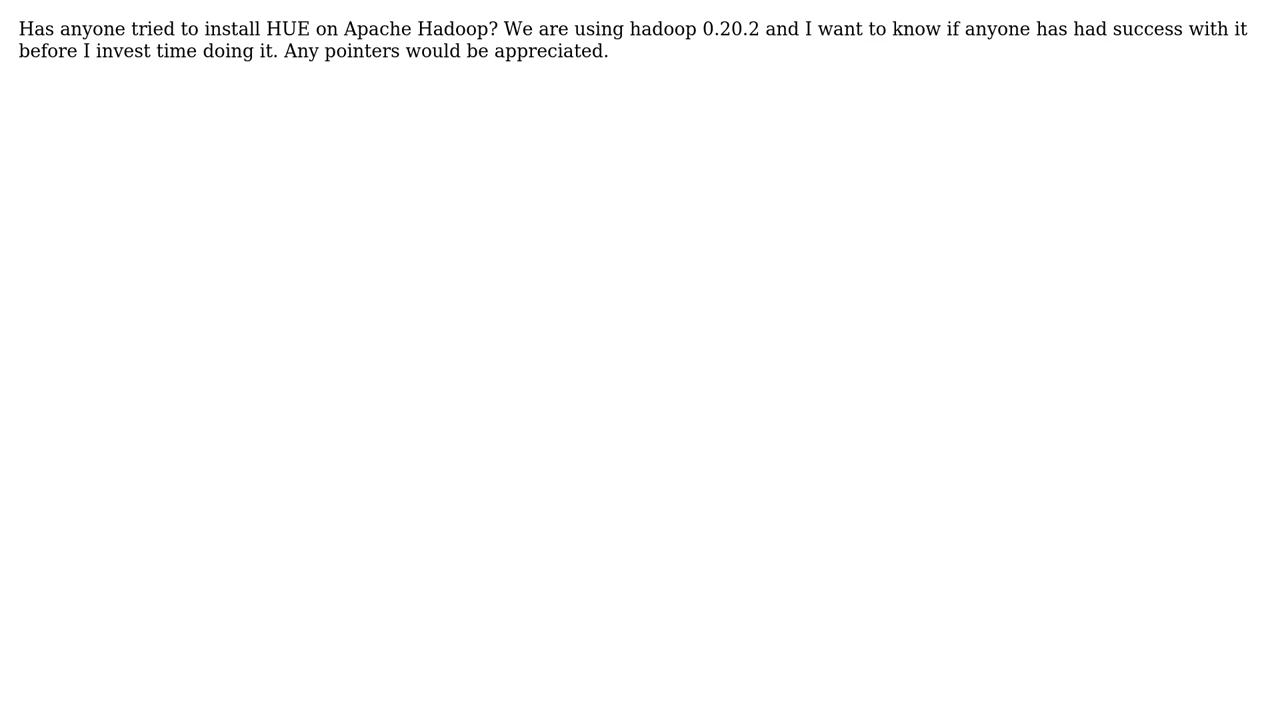 Has anyone tried to install HUE on Apache Hadoop? We are using hadoop 0.20.2 and I want to know if anyone has had success with it
before I invest time doing it. Any pointers would be appreciated.